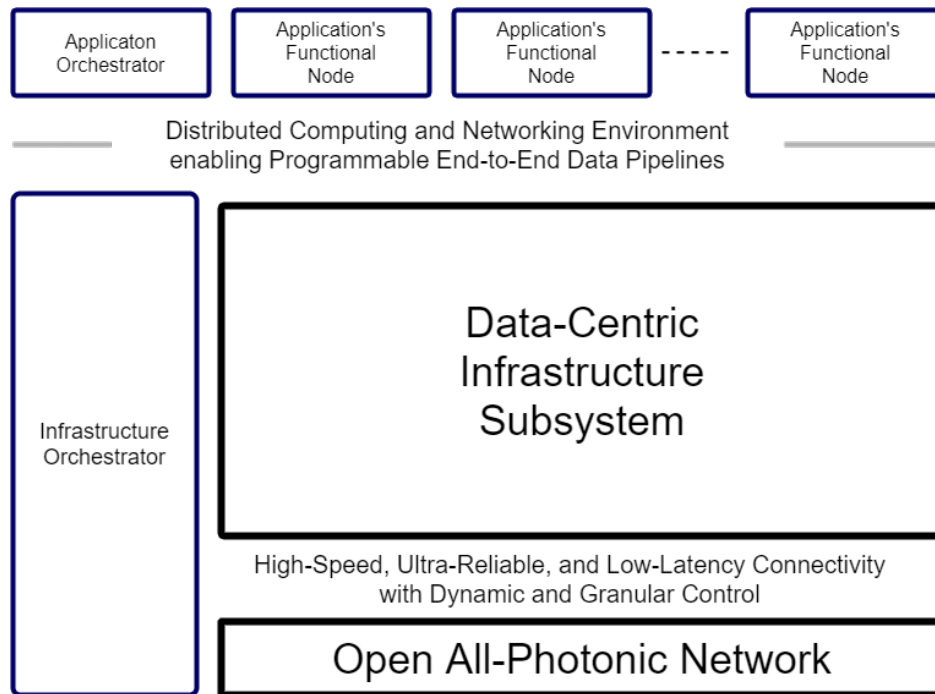 Applicaton
Orchestrator
Application's
Functional
Node
Application's
Functional
Node
Application's
Functional
Node
Distributed Computing and Networking Environment
enabling Programmable End-to-End Data Pipelines
Infrastructure
Orchestrator
Data-Centric
Infrastructure
Subsystem
High-Speed, Ultra-Reliable, and Low-Latency Connectivity
with Dynamic and Granular Control
Open All-Photonic Network